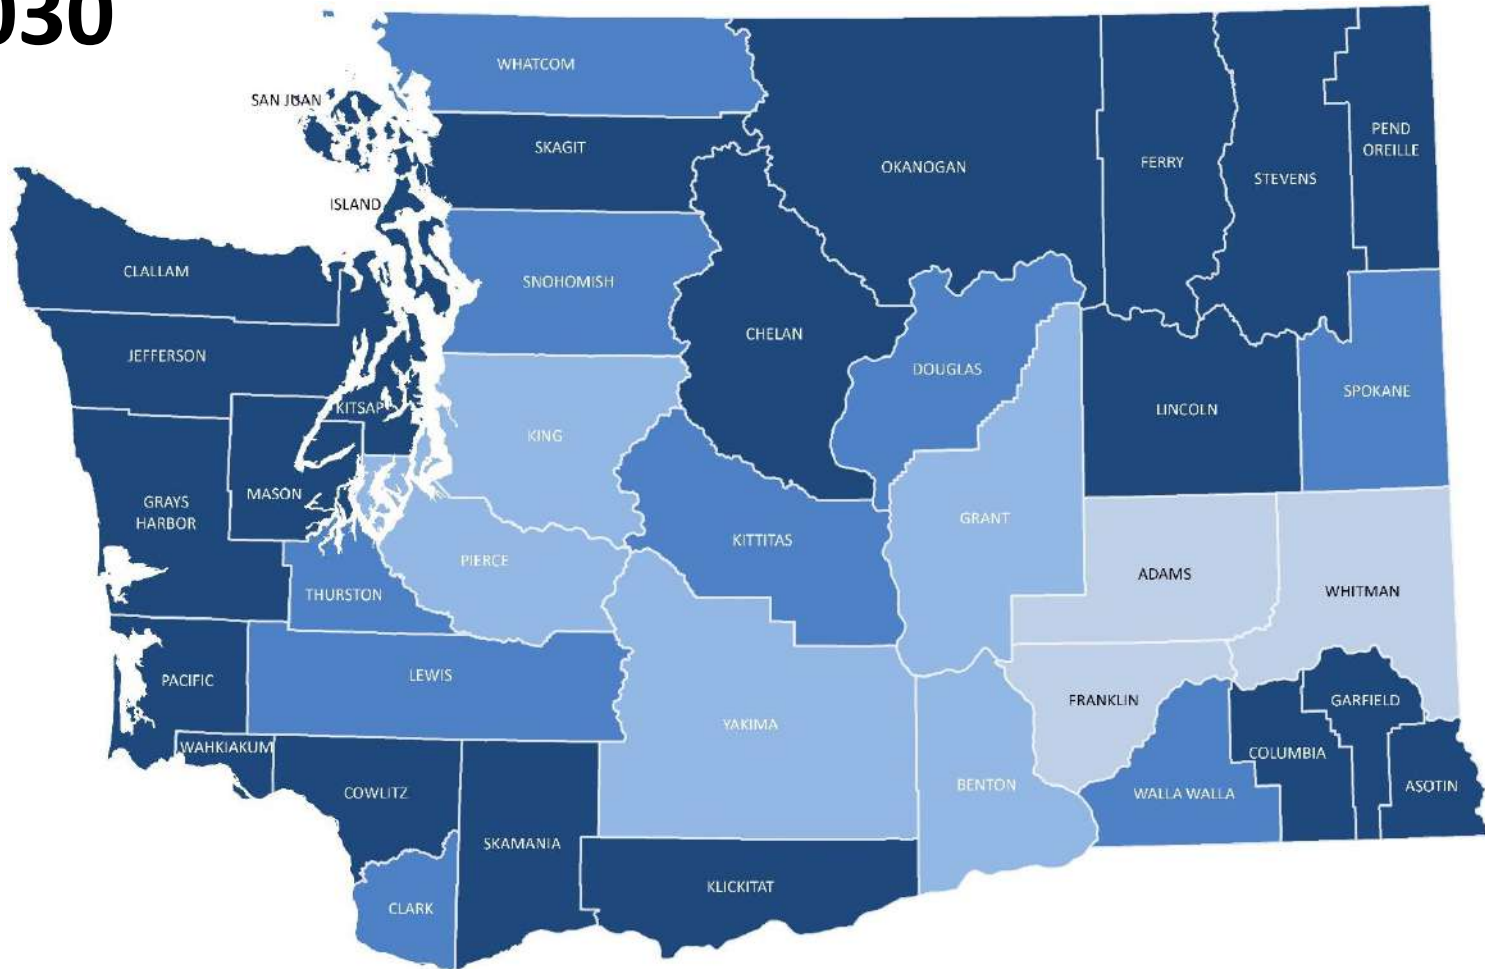 030
WHATCOM
SAN JUAN
SKAGIT
PEND
OREILLE
OKANOGAN
FERRY
STEVENS
ISLAND
CLALLAM
SNOHOMISH
CHELAN
JEFFERSON
DOUGLAS
SPOKANE
KITSAP
LINCOLN
KING
MASON
GRAYS
HARBOR
GRANT
KITTITAS
PIERCE
ADAMS
WHITMAN
THURSTON
LEWIS
PACIFIC
FRANKLIN
GARFIELD
YAKIMA
WAHKIAKUM
COLUMBIA
BENTON
ASOTIN
COWLITZ
WALLA WALLA
SKAMANIA
KLICKITAT
CLARK